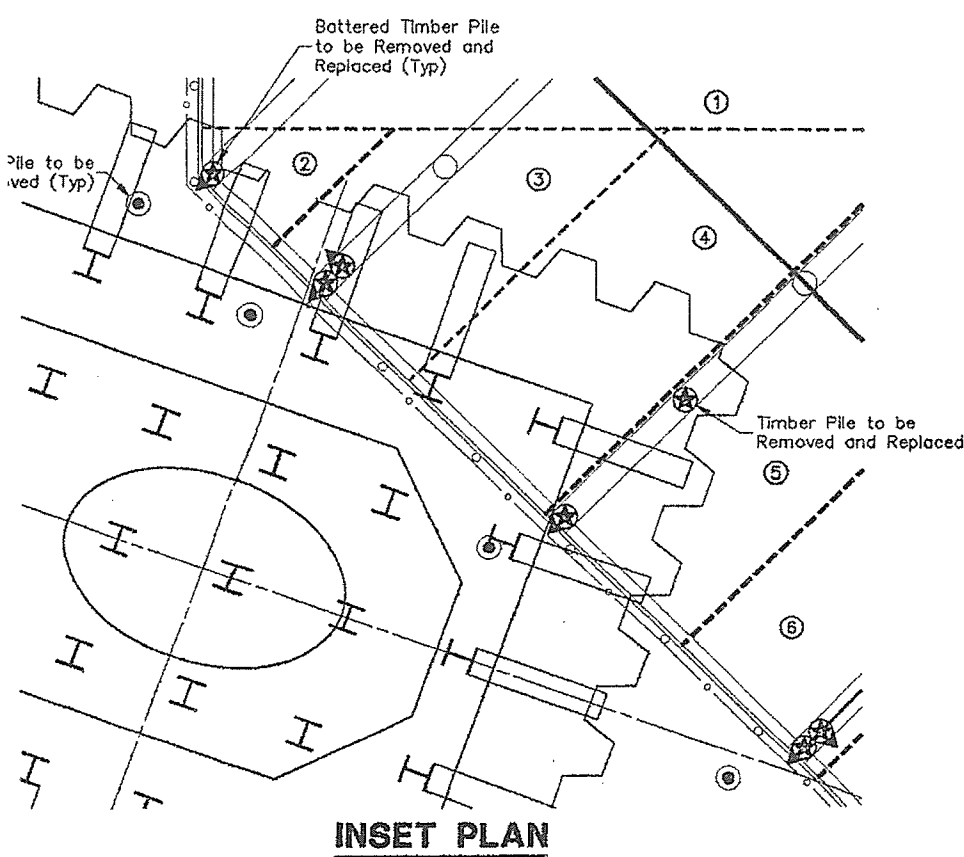 Battered Timber Pile
to be Removed and
Replaced (Typ)
①
②
③
Pile to be
(Typ)
④
Timber Pile to be
Removed and Replaced
⑤
⑥
INSET PLAN